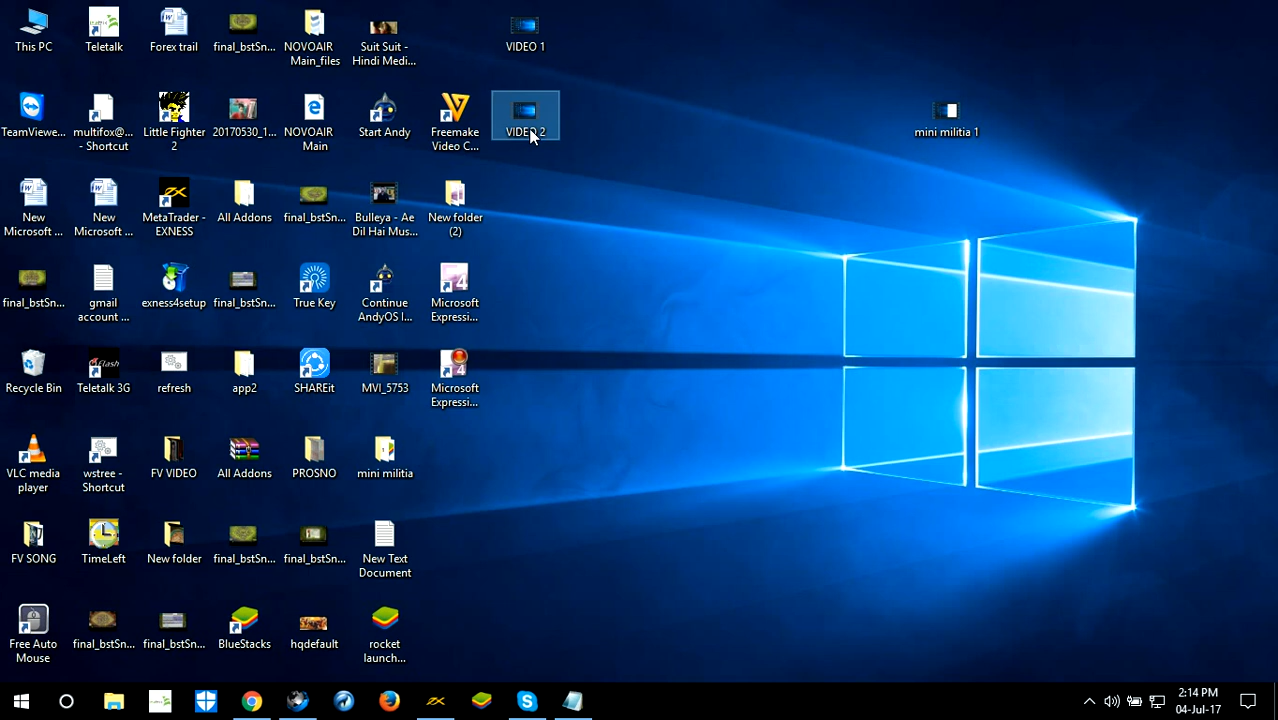 This PC
Teletalk
Forex trail
final_bstSn...
NOVOAIR
Main_files
Suit Suit -
Hindi Medi...
VIDEO 1
TeamViewe...
multifox@...
- Shortcut
Little Fighter
2
20170530_1...
NOVOAIR
Main
Start Andy
Freemake
Video C...
VIDEO 2
mini militia 1
New
Microsoft ...
New
Microsoft ...
MetaTrader -
EXNESS
All Addons
final_bstSn...
Bulleya - Ae
Dil Hai Mus...
New folder
(2)
final_bstSn...
gmail
account ...
exness4setup
final_bstSn...
True Key
Continue
AndyOS I...
Microsoft
Expressi...
Recycle Bin
Teletalk 3G
refresh
app2
SHAREit
MVI_5753
Microsoft
Expressi...
VLC media
player
wstree -
Shortcut
FV VIDEO
All Addons
PROSNO
mini militia
FV SONG
TimeLeft
New folder
final_bstSn...
final_bstSn...
New Text
Document
Free Auto
Mouse
final_bstSn...
final_bstSn...
BlueStacks
hqdefault
rocket
launch...
2:14 PM
04-Jul-17